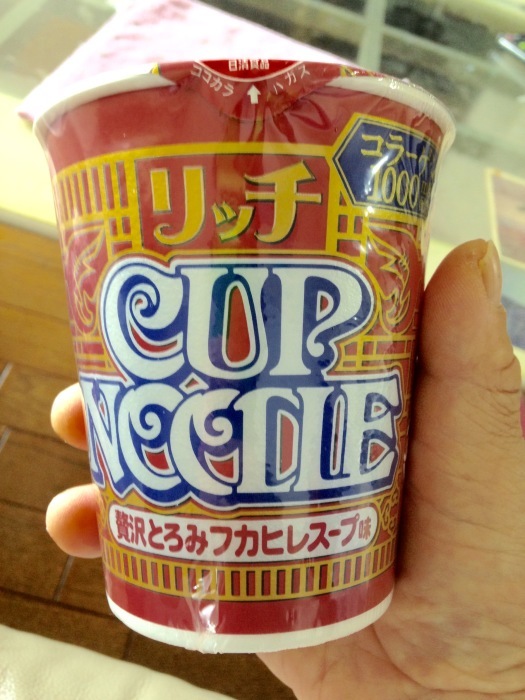 日清食品
ココカラ ハガス
コラーゲン
1000
リッチ
CUP
NOODLE
贅沢とろみフカヒレスープ味